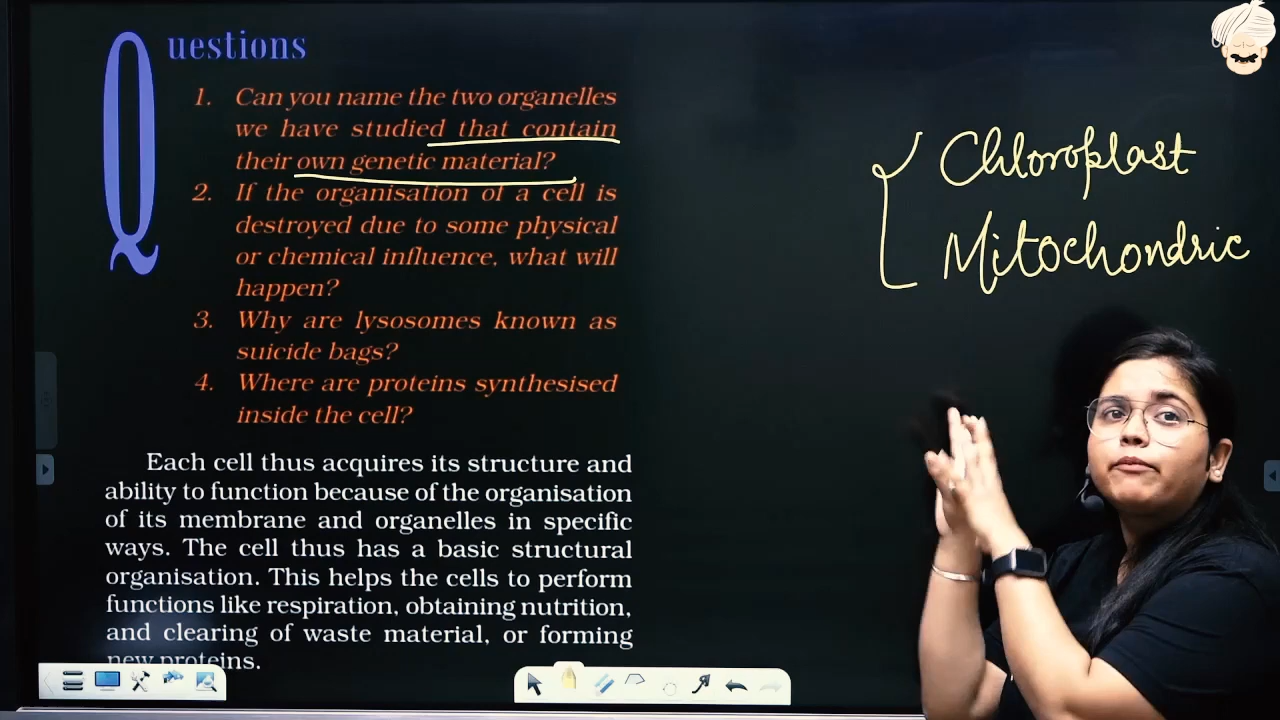 Questions
1. Can you name the two organelles
we have studied that contain
their own genetic material?
2. If the organisation of a cell is
destroyed due to some physical
or chemical influence, what will
happen?
3. Why are lysosomes known as
suicide bags?
4. Where are proteins synthesised
inside the cell?
Each cell thus acquires its structure and
ability to function because of the organisation
of its membrane and organelles in specific
ways. The cell thus has a basic structural
organisation. This helps the cells to perform
functions like respiration, obtaining nutrition,
and clearing of waste material, or forming
new proteins.
Chloroplast
Mitochondric